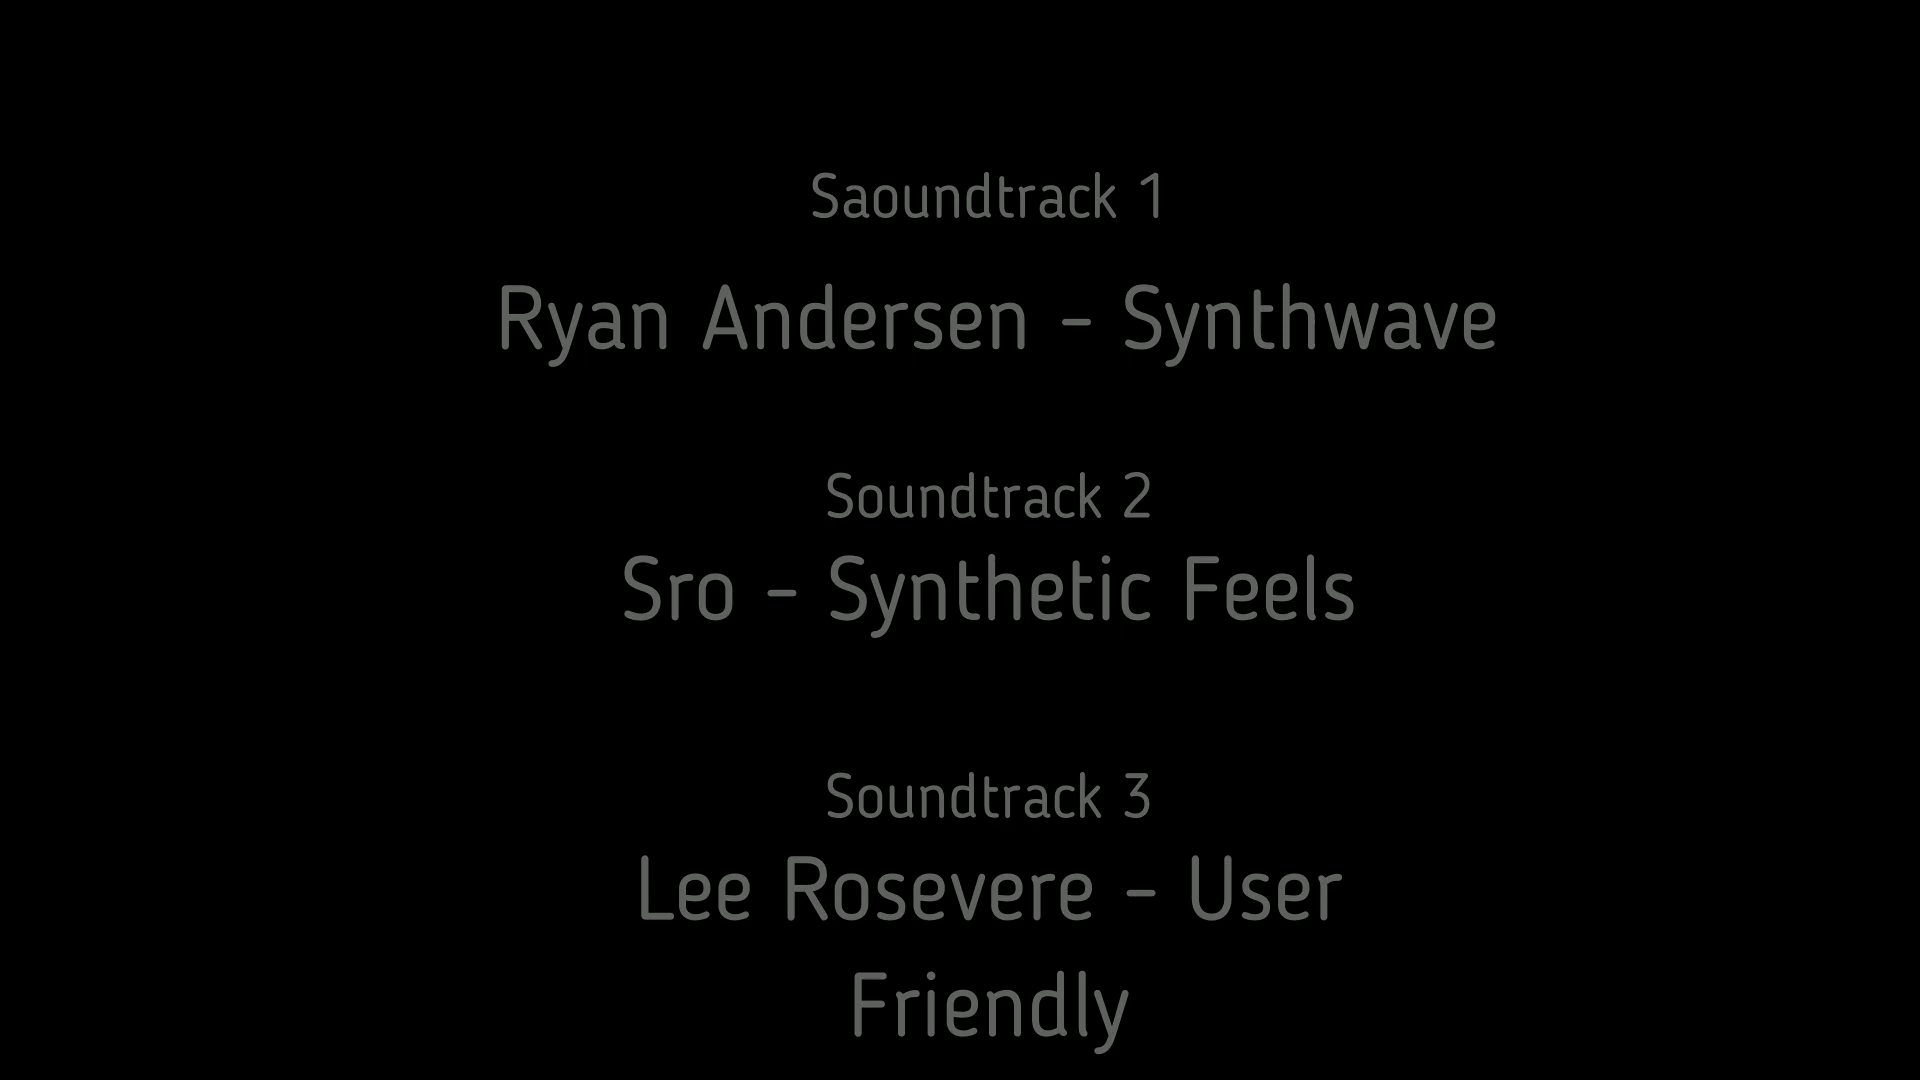 Saoundtrack 1
Ryan Andersen - Synthwave
Soundtrack 2
Sro - Synthetic Feels
Soundtrack 3
Lee Rosevere - User
Friendly